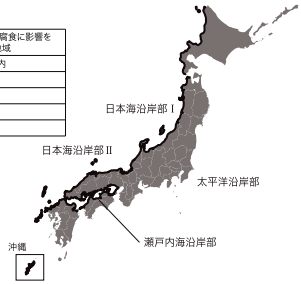 腐食に影響を
地域
内
日本海沿岸部Ⅰ
日本海沿岸部Ⅱ
太平洋沿岸部
瀬戸内海沿岸部
沖縄